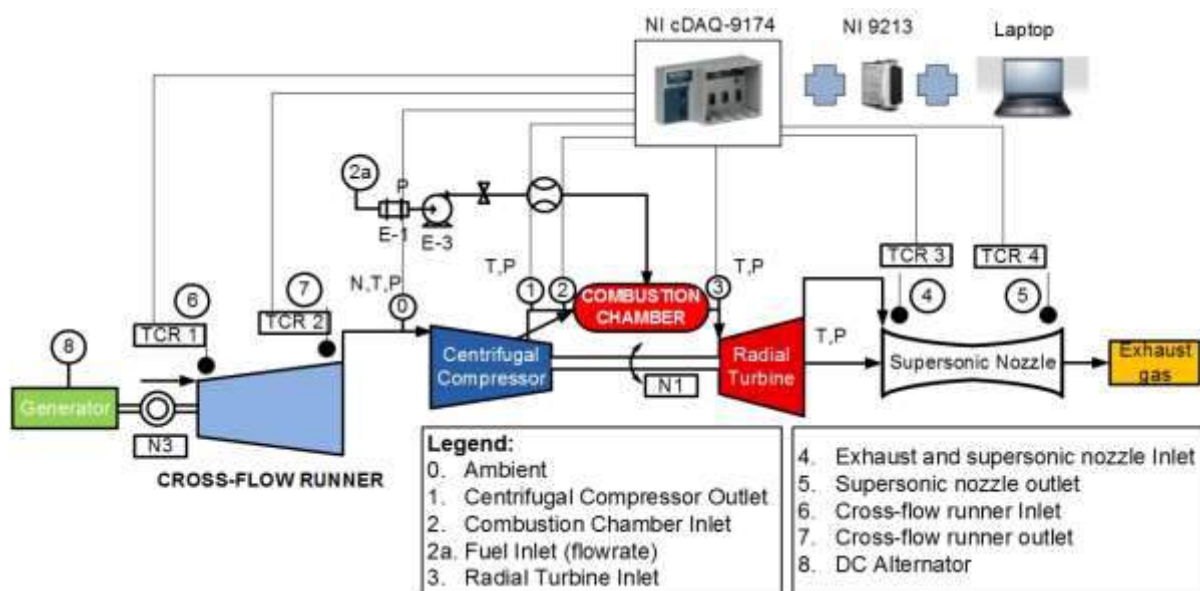 NI cDAQ-9174
NI 9213
Laptop
2a
P
E-1
E-3
N,T,P
T,P
T,P
6
7
0
1
2
3
TCR 1
TCR 2
TCR 3
TCR 4
4
5
8
COMBUSTION
CHAMBER
Centrifugal
Compressor
Radial
Turbine
T,P
Supersonic Nozzle
Exhaust
gas
Generator
N3
N1
CROSS-FLOW RUNNER
Legend:
0. Ambient
1. Centrifugal Compressor Outlet
2. Combustion Chamber Inlet
2a. Fuel Inlet (flowrate)
3. Radial Turbine Inlet
4. Exhaust and supersonic nozzle Inlet
5. Supersonic nozzle outlet
6. Cross-flow runner Inlet
7. Cross-flow runner outlet
8. DC Alternator